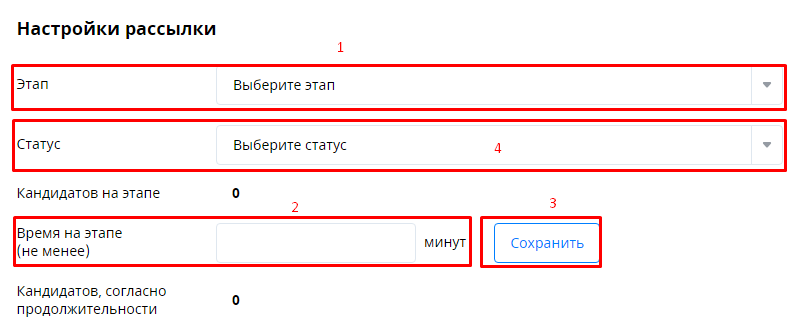 Настройки рассылки
1
Этап Выберите этап
Статус Выберите статус 4
Кандидатов на этапе 0
2 3
Время на этапе
(не менее) минут Сохранить
Кандидатов, согласно
продолжительности 0